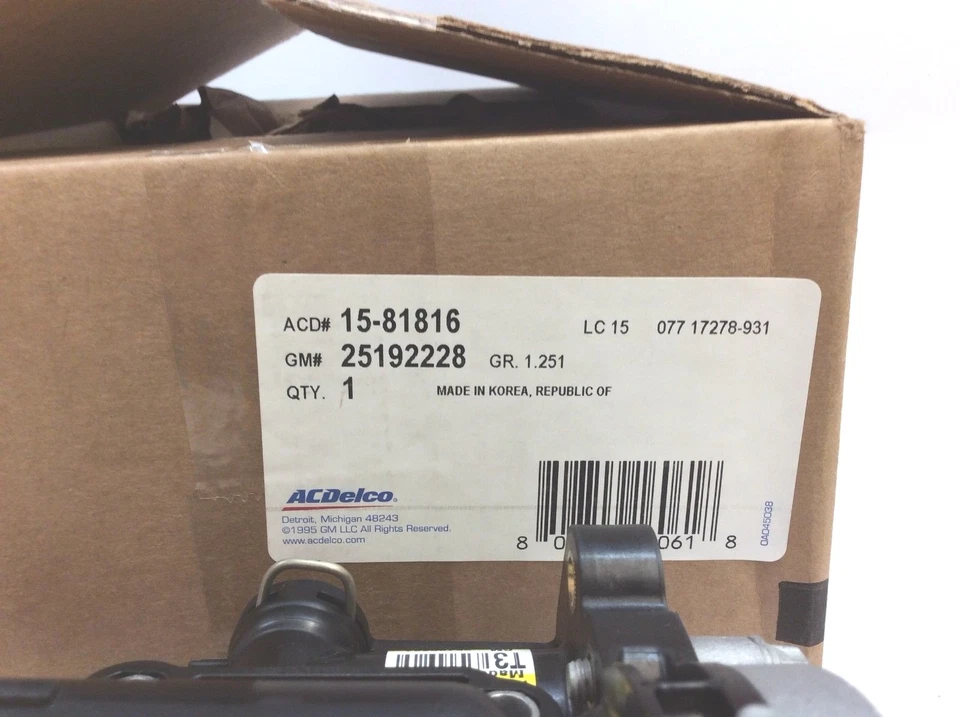 ACD# 15-81816 LC 15 077 17278-931
GM# 25192228 GR. 1.251
QTY. 1 MADE IN KOREA, REPUBLIC OF
ACDelco
Detroit, Michigan 48243
©1995 GM LLC All Rights Reserved.
www.acdelco.com
8 061 8
0A045038
T3
Mad